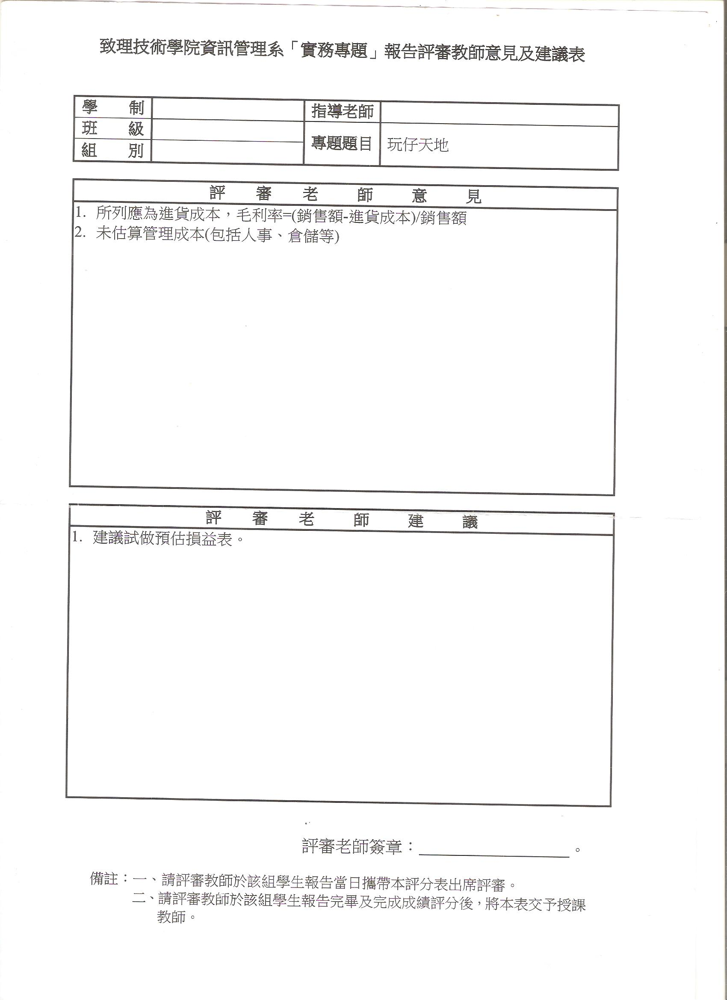 致理技術學院資訊管理系「實務專題」報告評審教師意見及建議表
學 制
指導老師
班 級
專題題目 玩仔天地
組 別
評 審 老 師 意 見
1. 所列應為進貨成本，毛利率=(銷售額-進貨成本)/銷售額
2. 未估算管理成本(包括人事、倉儲等)
評 審 老 師 建 議
1. 建議試做預估損益表。
評審老師簽章：＿＿＿＿＿＿＿＿＿。
備註：一、請評審教師於該組學生報告當日攜帶本評分表出席評審。
二、請評審教師於該組學生報告完畢及完成成績評分後，將本表交予授課
教師。